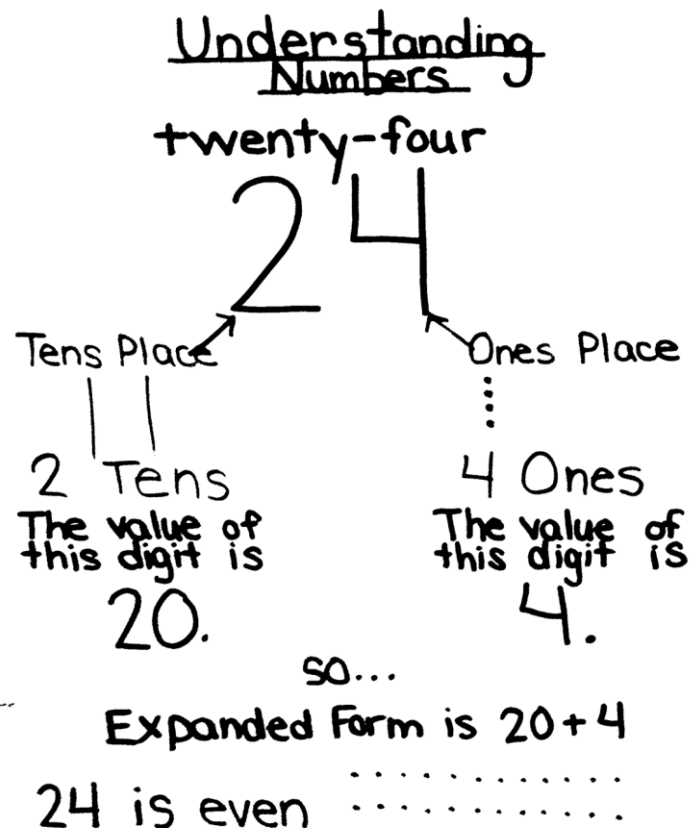 Understanding
Numbers
twenty-four
24
Tens Place Ones Place
2 Tens 4 Ones
The value of The value of
this digit is this digit is
20. 4.
so...
Expanded Form is 20+4
24 is even